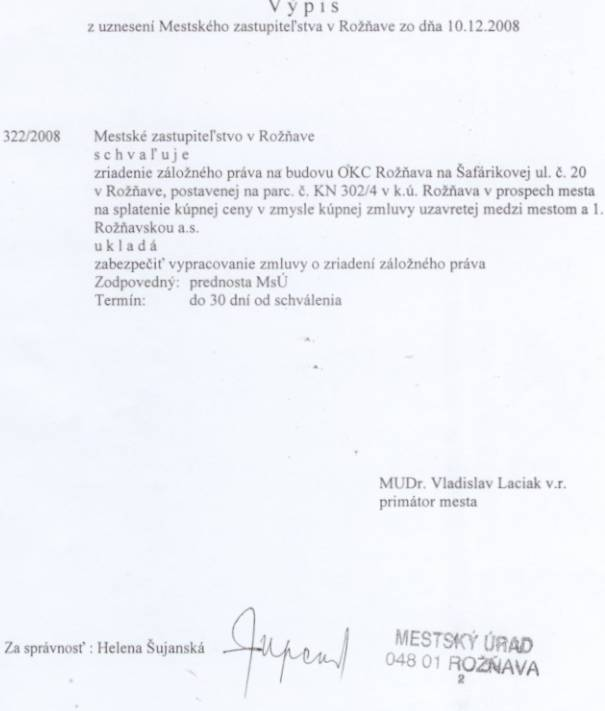 V ý p i s
z uznesení Mestského zastupiteľstva v Rožňave zo dňa 10.12.2008
322/2008 Mestské zastupiteľstvo v Rožňave
s c h v a ľ u j e
zriadenie záložného práva na budovu OKC Rožňava na Šafárikovej ul. č. 20
v Rožňave, postavenej na parc. č. KN 302/4 v k.ú. Rožňava v prospech mesta
na splatenie kúpnej ceny v zmysle kúpnej zmluvy uzavretej medzi mestom a 1.
Rožňavskou a.s.
u k l a d á
zabezpečiť vypracovanie zmluvy o zriadení záložného práva
Zodpovedný: prednosta MsÚ
Termín: do 30 dní od schválenia
MUDr. Vladislav Laciak v.r.
primátor mesta
Za správnosť : Helena Šujanská
MESTSKÝ ÚRAD
048 01 ROŽŇAVA
2